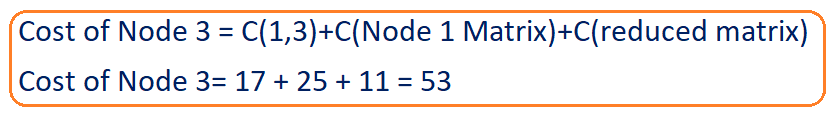 Cost of Node 3 = C(1,3)+C(Node 1 Matrix)+C(reduced matrix)
Cost of Node 3= 17 + 25 + 11 = 53